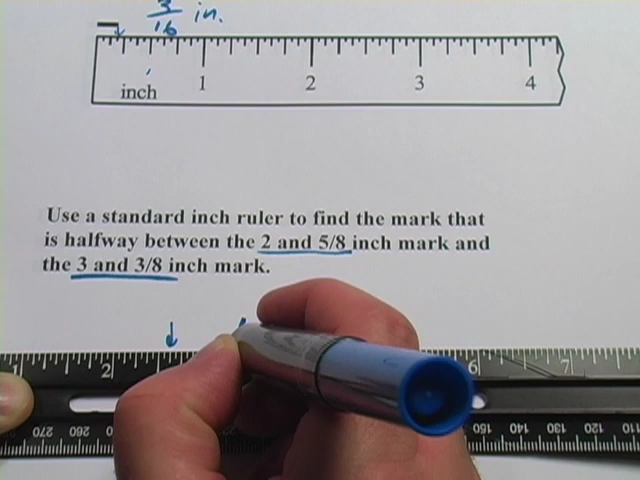 3/16 in.
1 2 3 4
inch
Use a standard inch ruler to find the mark that
is halfway between the 2 and 5/8 inch mark and
the 3 and 3/8 inch mark.
1 2 6 7
270 260 150 140 130 120 110